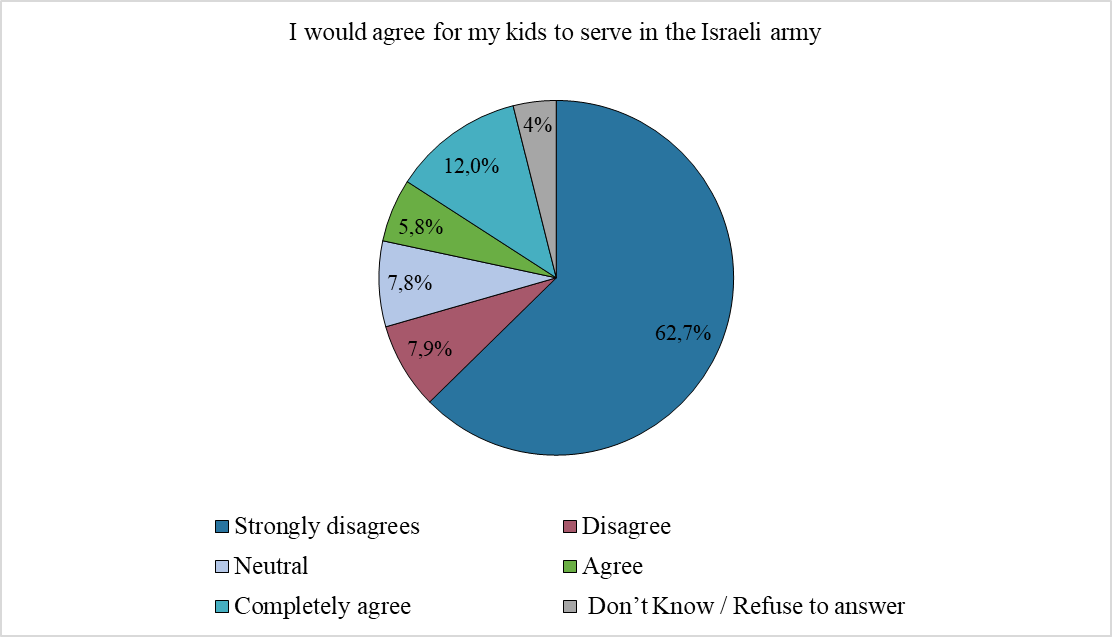 I would agree for my kids to serve in the Israeli army
4%
12,0%
5,8%
7,8%
62,7%
7,9%
Strongly disagrees
Disagree
Neutral
Agree
Completely agree
Don’t Know / Refuse to answer